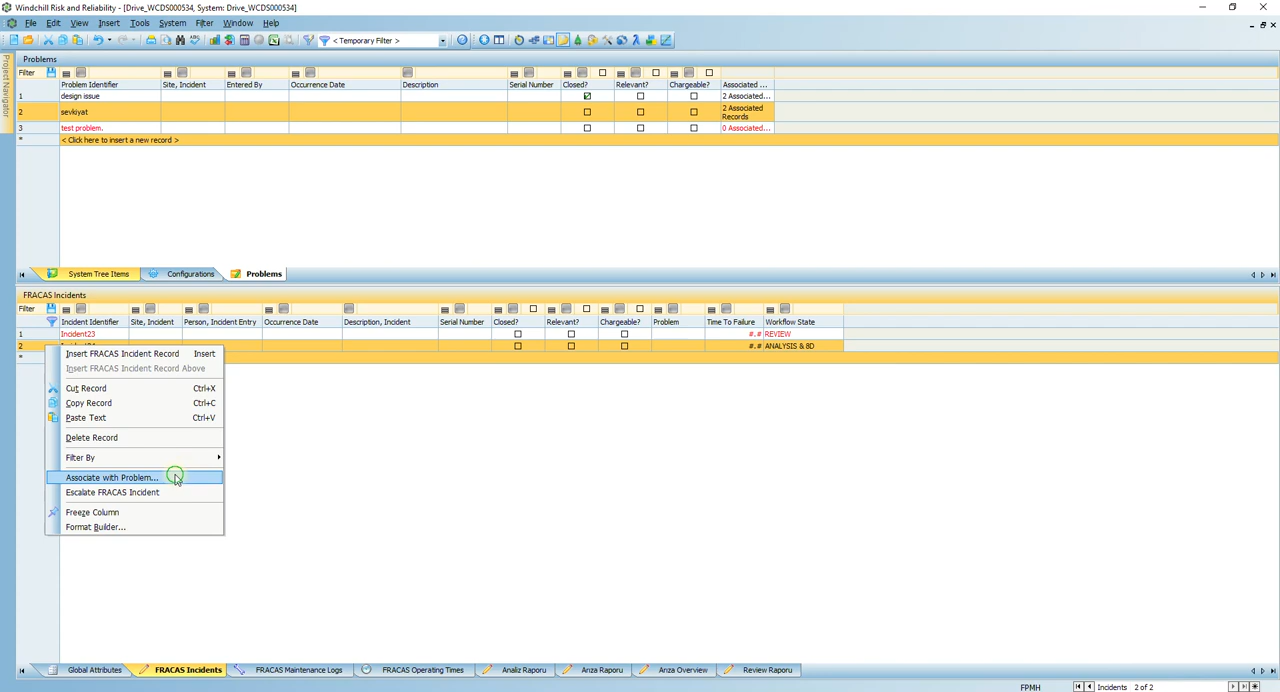 Windchill Risk and Reliability - [Drive_WCDS000534, System: Drive_WCDS000534]
File Edit View Insert Tools System Filter Window Help
< Temporary Filter >
Project Navigator
Problems
Filter
Problem Identifier Site, Incident Entered By Occurrence Date Description Serial Number Closed? Relevant? Chargeable? Associated ...
1 design issue 2 Associated...
2 sevkiyat 2 Associated Records
3 test problem. 0 Associated...
* < Click here to insert a new record >
System Tree Items Configurations Problems
FRACAS Incidents
Filter
Incident Identifier Site, Incident Person, Incident Entry Occurrence Date Description, Incident Serial Number Closed? Relevant? Chargeable? Problem Time To Failure Workflow State
1 Incident23 #.# REVIEW
2 #.# ANALYSIS & 8D
*
Insert FRACAS Incident Record Insert
Insert FRACAS Incident Record Above
Cut Record Ctrl+X
Copy Record Ctrl+C
Paste Text Ctrl+V
Delete Record
Filter By
Associate with Problem...
Escalate FRACAS Incident
Freeze Column
Format Builder...
Global Attributes FRACAS Incidents FRACAS Maintenance Logs FRACAS Operating Times Analiz Raporu Arıza Raporu Arıza Overview Review Raporu
FPMH Incidents 2 of 2